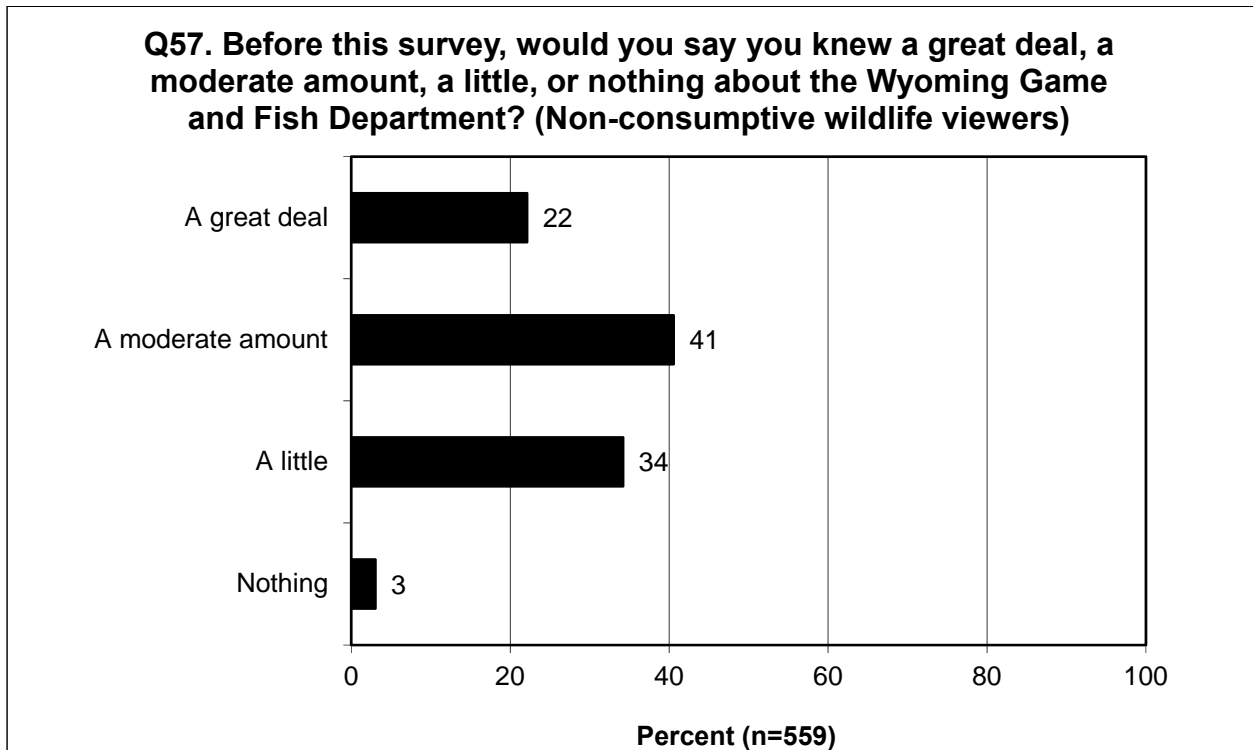 Q57. Before this survey, would you say you knew a great deal, a
moderate amount, a little, or nothing about the Wyoming Game
and Fish Department? (Non-consumptive wildlife viewers)
A great deal
22
A moderate amount
41
A little
34
Nothing
3
0 20 40 60 80 100
Percent (n=559)